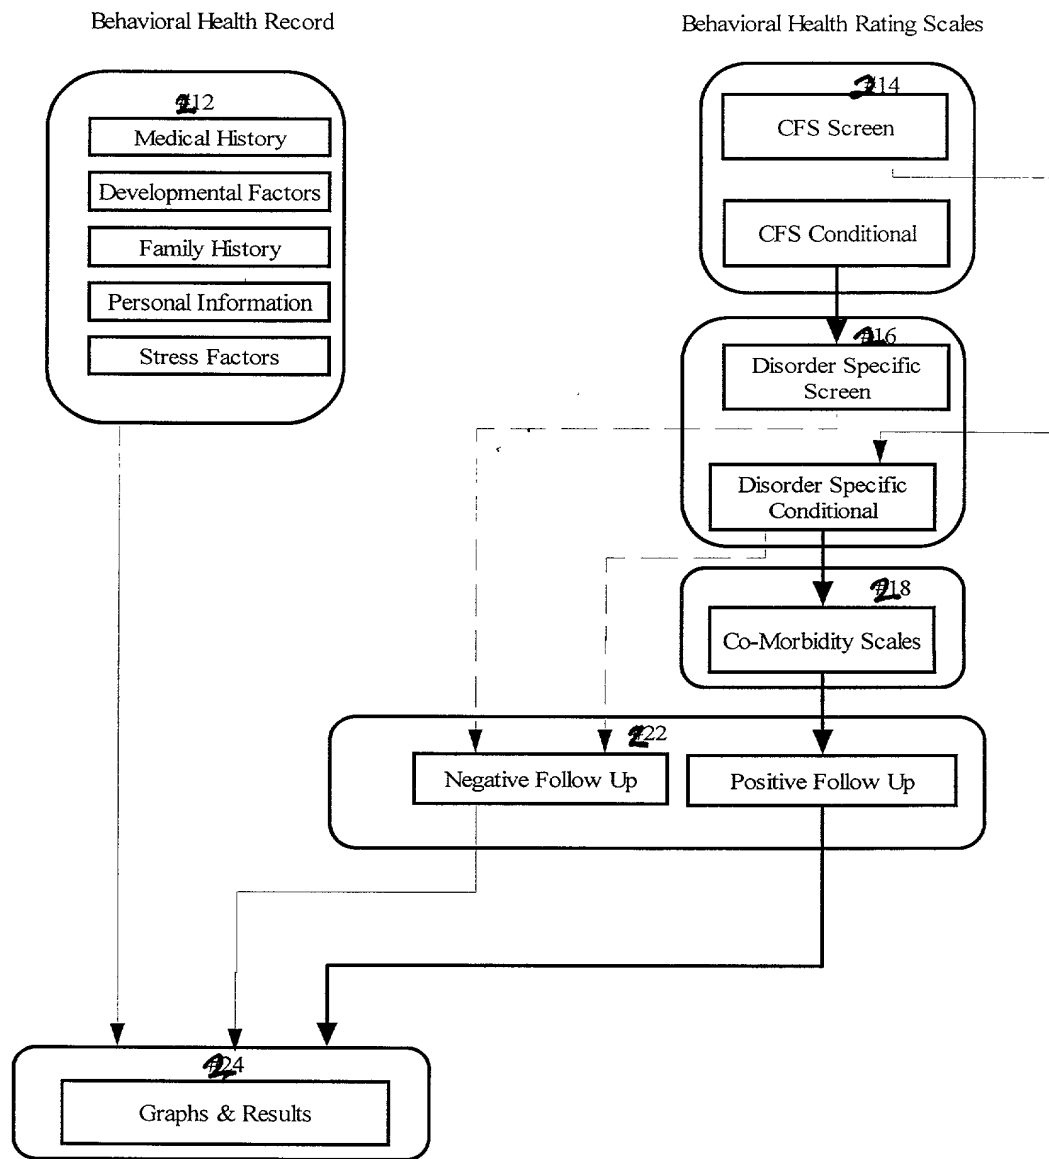 Behavioral Health Record
Behavioral Health Rating Scales
212
Medical History
Developmental Factors
Family History
Personal Information
Stress Factors
214
CFS Screen
CFS Conditional
216
Disorder Specific
Screen
Disorder Specific
Conditional
218
Co-Morbidity Scales
222
Negative Follow Up
Positive Follow Up
224
Graphs & Results